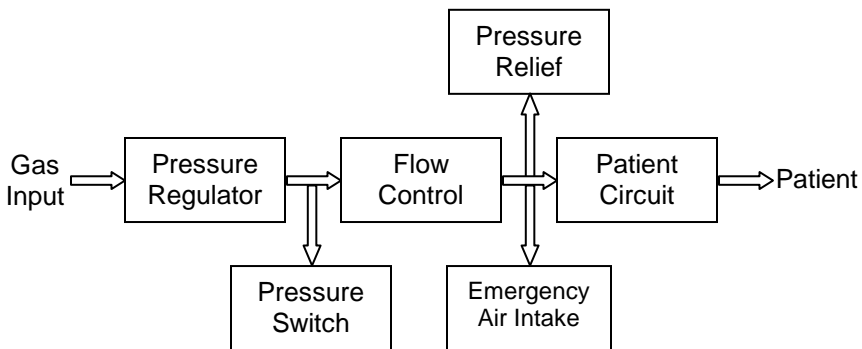 Pressure
Relief
Gas
Input
Pressure
Regulator
Flow
Control
Patient
Circuit
Patient
Pressure
Switch
Emergency
Air Intake